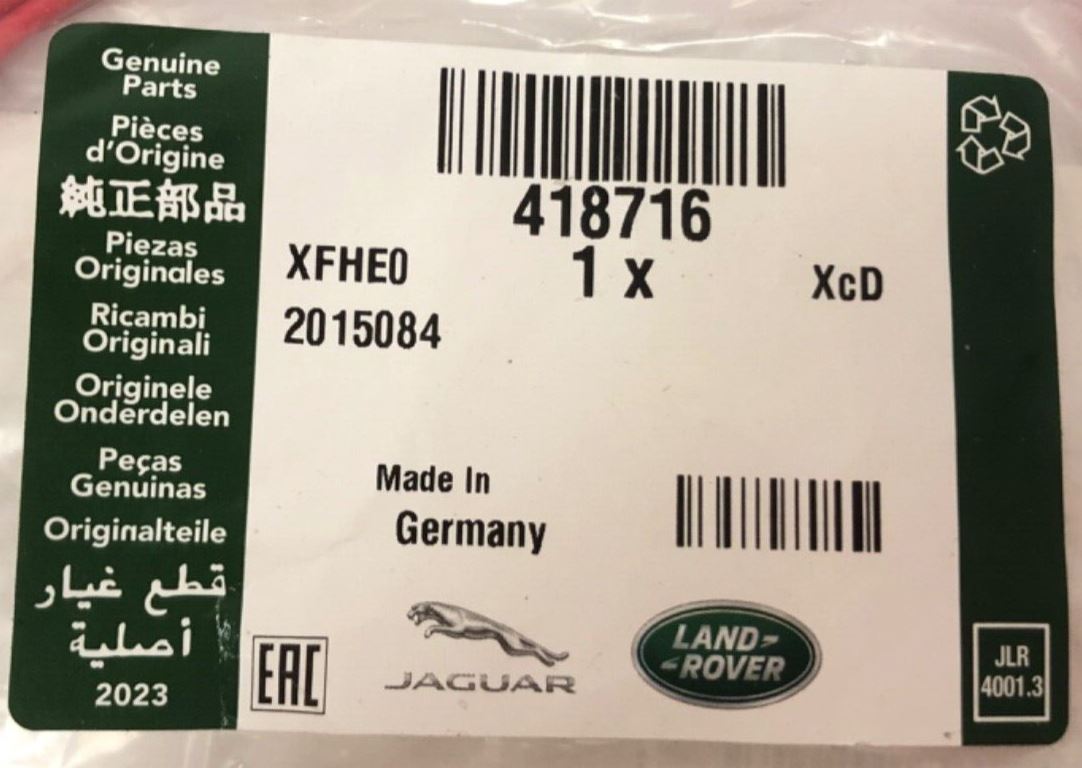 Genuine
Parts
Pièces
d'Origine
純正部品
Piezas
Originales
Ricambi
Originali
Originele
Onderdelen
Peças
Genuinas
Originalteile
قطع غيار
أصلية
2023
418716
XFHE0
1 x
XcD
2015084
Made In
Germany
EAC
JAGUAR
LAND-
-ROVER
JLR
4001.3